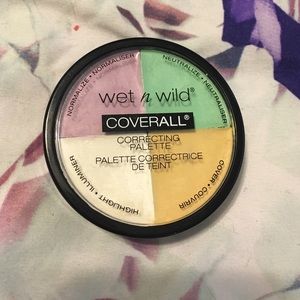 NORMALIZE • NORMALISER
NEUTRALIZE • NEUTRALISER
wet n wild®
COVERALL®
CORRECTING
PALETTE
PALETTE CORRECTRICE
DE TEINT
HIGHLIGHT • ILLUMINER
COVER • COUVRIR